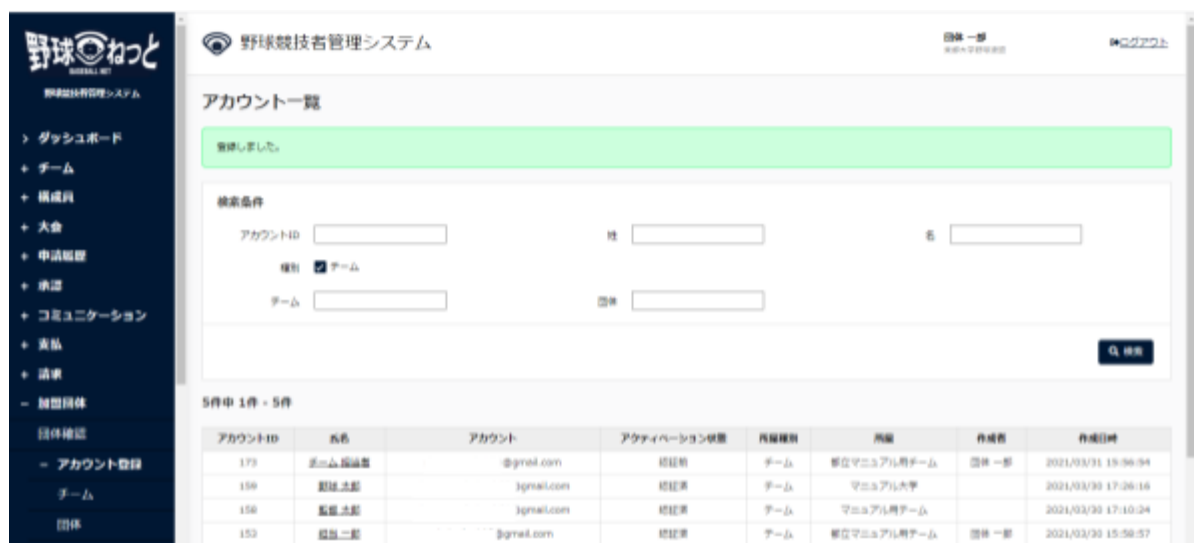 野球ねっと
BASEBALL NET
野球競技者管理システム
> ダッシュボード
+ チーム
+ 構成員
+ 大会
+ 申請履歴
+ 承認
+ コミュニケーション
+ 支払
+ 請求
− 加盟団体
団体確認
− アカウント登録
チーム
団体
野球競技者管理システム
団体 一郎
ログアウト
アカウント一覧
登録しました。
検索条件
アカウントID 姓 名
種別 チーム
チーム 団体
検索
5件中 1件 - 5件
アカウントID 氏名 アカウント アクティベーション状態 所属種別 所属 作成者 作成日時
173 チーム 担当者 @gmail.com 認証前 チーム 都立マニュアル用チーム 団体 一郎 2021/03/31 15:56:54
159 野球 太郎 @gmail.com 認証済 チーム マニュアル大学 2021/03/30 17:26:16
158 監督 太郎 @gmail.com 認証済 チーム マニュアル用チーム 2021/03/30 17:10:24
153 担当 一郎 @gmail.com 認証済 チーム 都立マニュアル用チーム 団体 一郎 2021/03/30 15:58:57